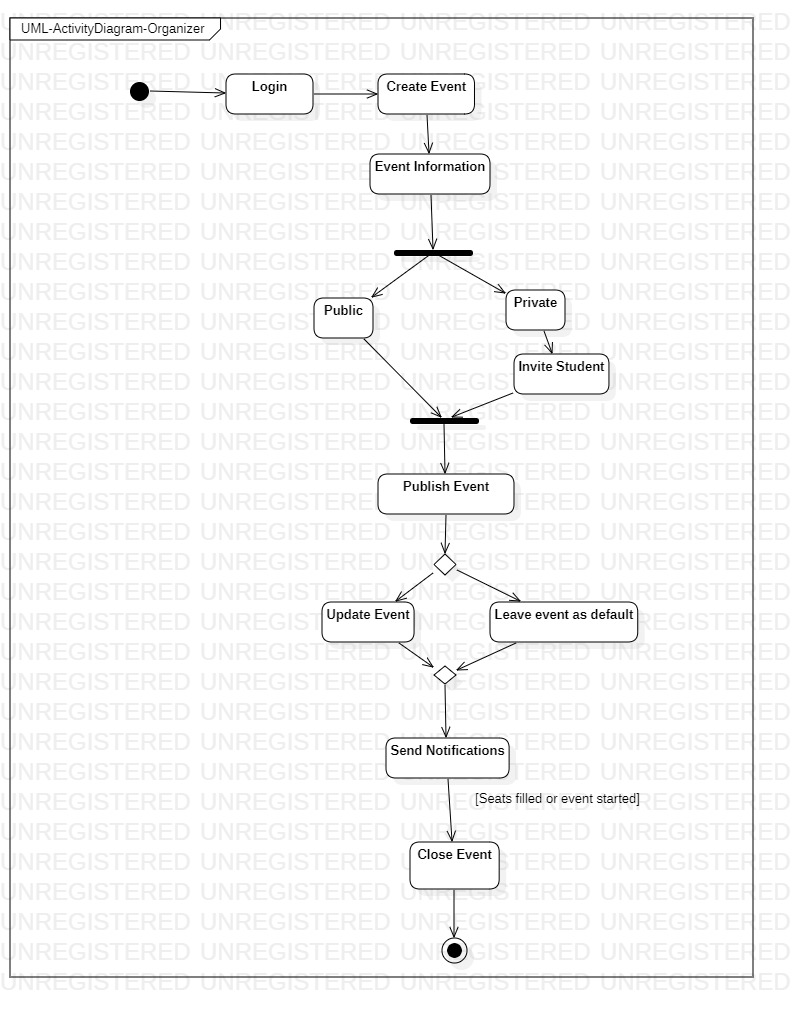 UML-ActivityDiagram-Organizer
Login
Create Event
Event Information
Public
Private
Invite Student
Publish Event
Update Event
Leave event as default
Send Notifications
[Seats filled or event started]
Close Event
UNREGISTERED